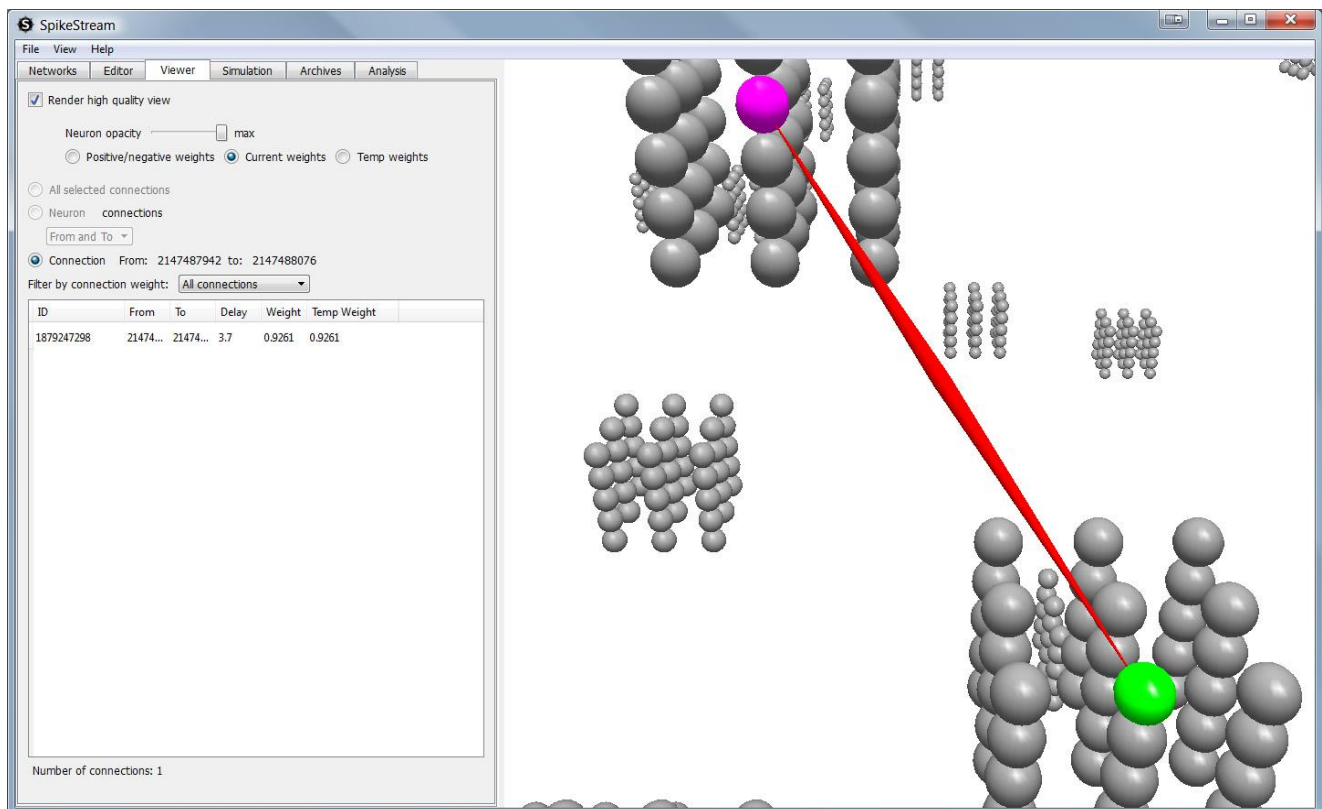 SpikeStream
File View Help
Networks Editor Viewer Simulation Archives Analysis
Render high quality view
Neuron opacity max
Positive/negative weights Current weights Temp weights
All selected connections
Neuron connections
From and To
Connection From: 2147487942 to: 2147488076
Filter by connection weight: All connections
ID From To Delay Weight Temp Weight
1879247298 21474... 21474... 3.7 0.9261 0.9261
Number of connections: 1